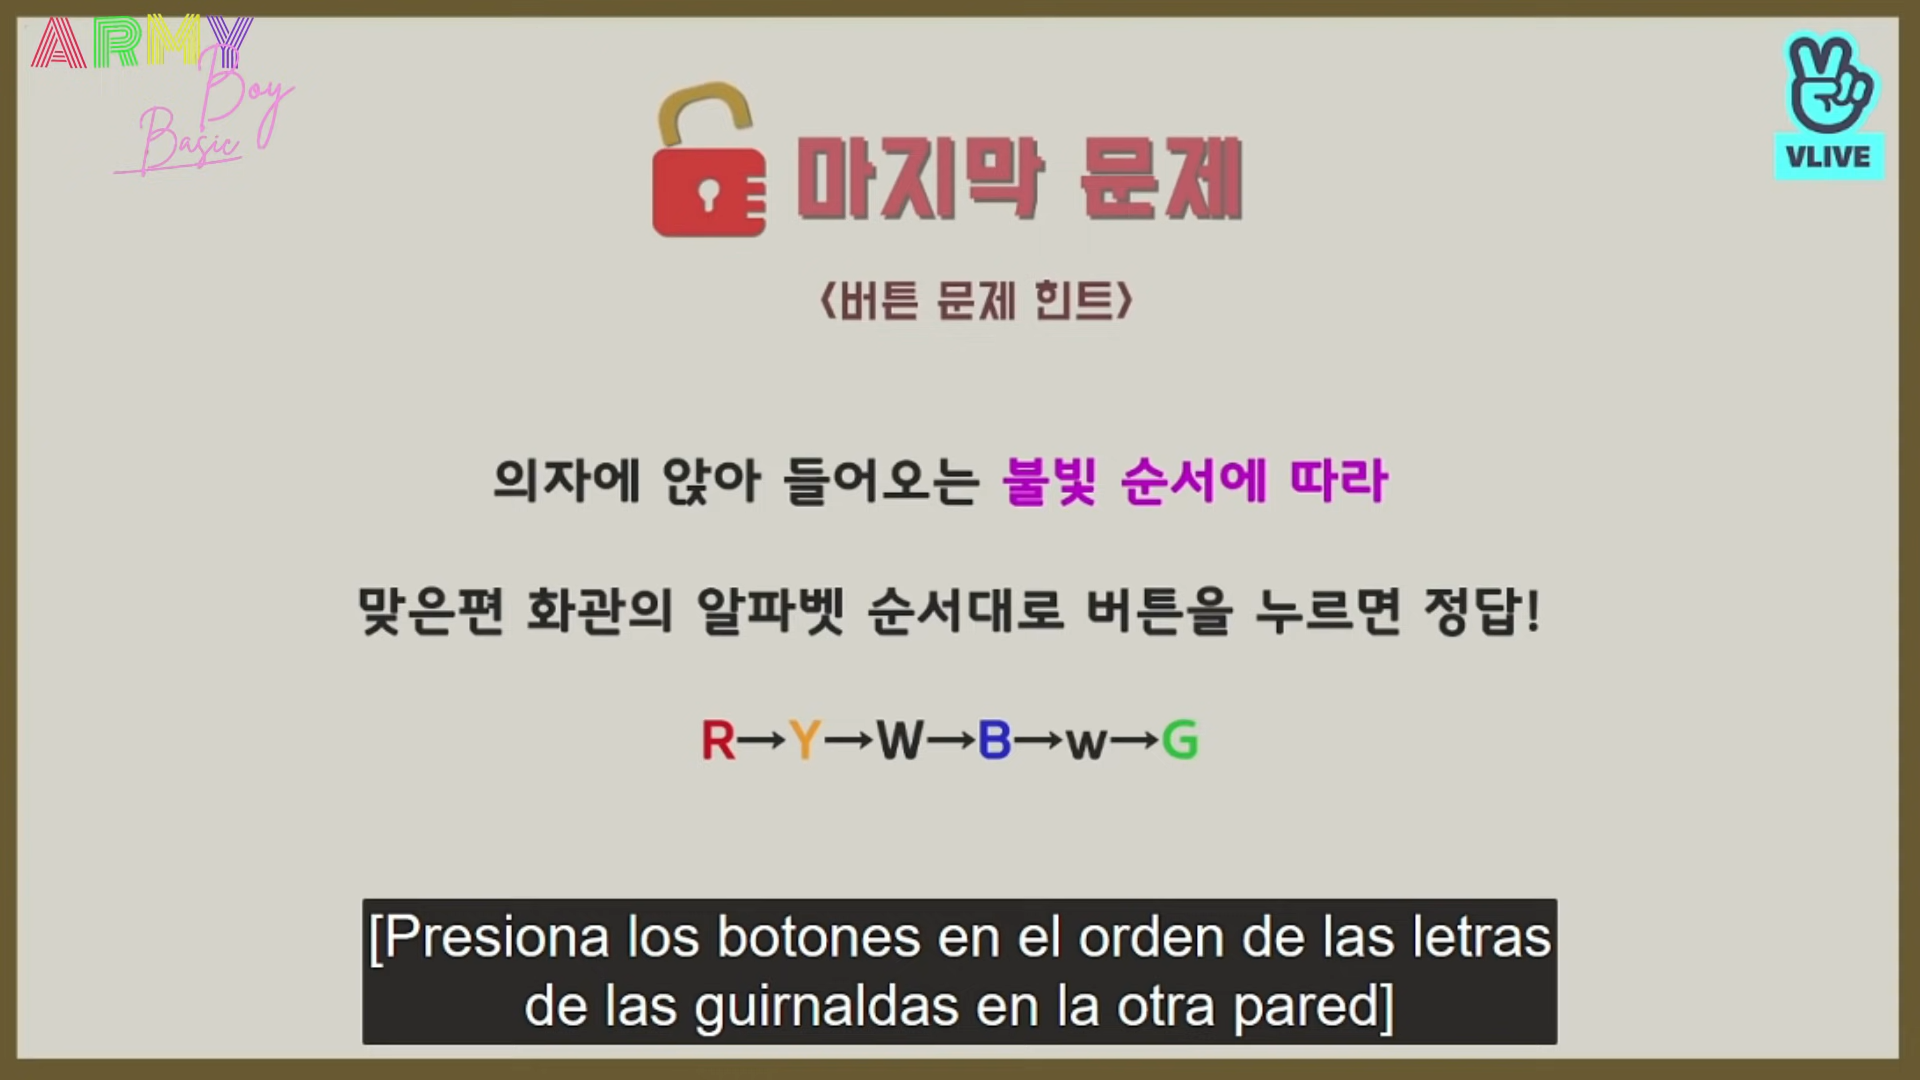 ARMY
Boy
Basic
VLIVE
마지막 문제
<버튼 문제 힌트>
의자에 앉아 들어오는 불빛 순서에 따라
맞은편 화관의 알파벳 순서대로 버튼을 누르면 정답!
R→Y→W→B→w→G
[Presiona los botones en el orden de las letras
de las guirnaldas en la otra pared]